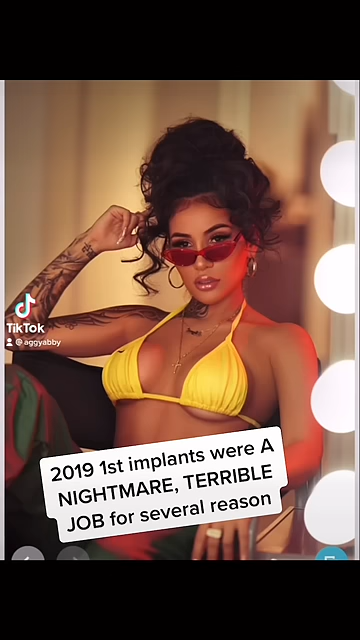 TikTok
@aggyabby
2019 1st implants were A
NIGHTMARE, TERRIBLE
JOB for several reason